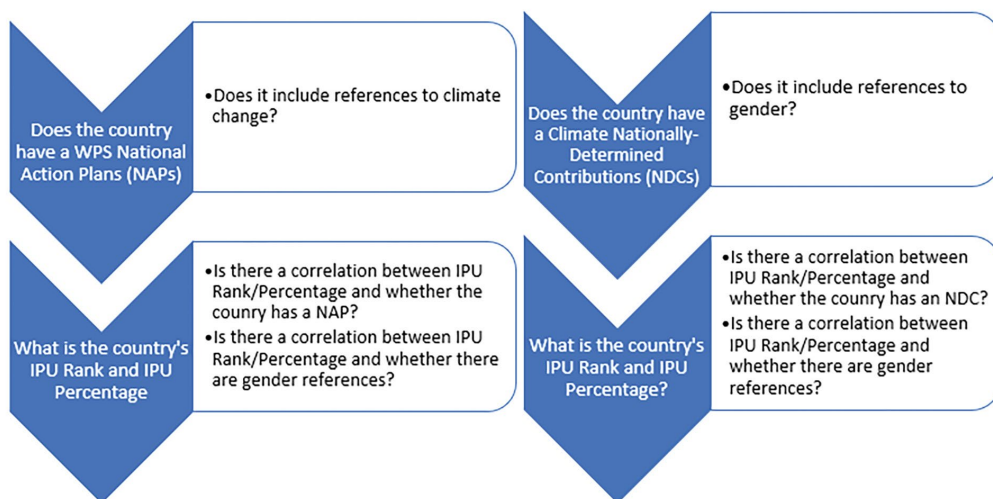 Does the country
have a WPS National
Action Plans (NAPs)
•Does it include references to climate
change?
What is the country's
IPU Rank and IPU
Percentage
•Is there a correlation between IPU
Rank/Percentage and whether the
counry has a NAP?
•Is there a correlation between IPU
Rank/Percentage and whether there
are gender references?
Does the country have
a Climate Nationally-
Determined
Contributions (NDCs)
•Does it include references to
gender?
What is the country's
IPU Rank and IPU
Percentage?
•Is there a correlation between
IPU Rank/Percentage and
whether the counry has an NDC?
•Is there a correlation between
IPU Rank/Percentage and
whether there are gender
references?